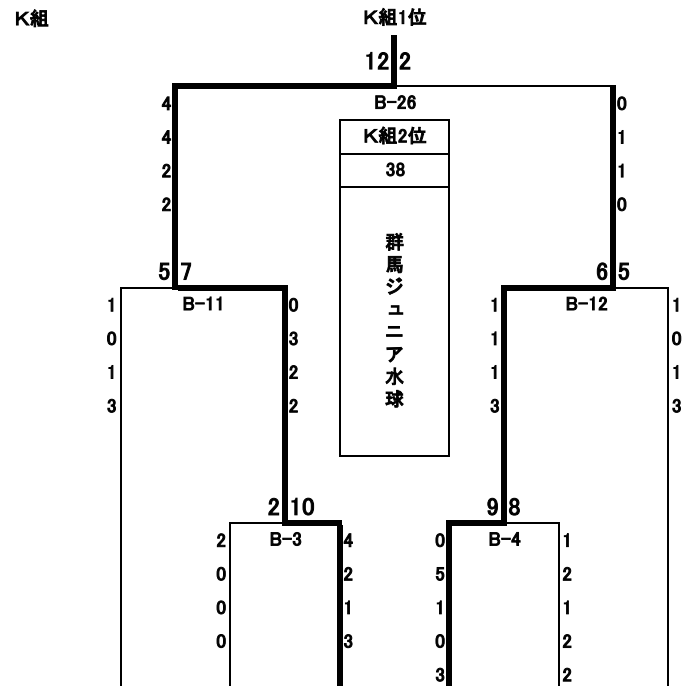 K組
K組1位
12 2
B-26
4 0
4 1
2 1
2 0
K組2位
38
群馬ジュニア水球
5 7
6 5
B-11
B-12
1 0 1 1
0 3 1 0
1 2 1 1
3 2 3 3
2 10
9 8
B-3
B-4
2 4 0 1
0 2 5 2
0 1 1 1
0 3 0 2
3 2